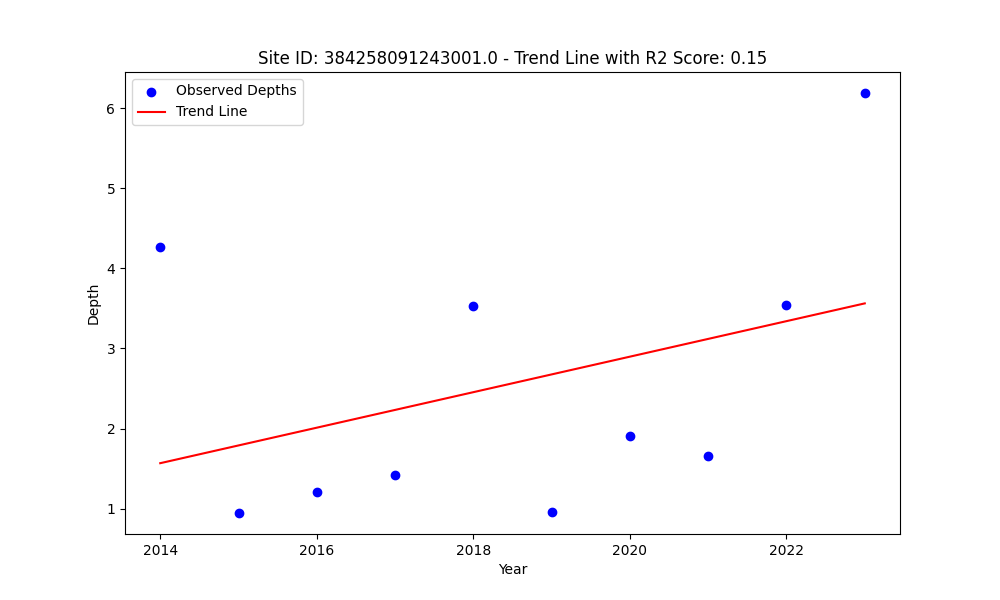 Site ID: 384258091243001.0 - Trend Line with R2 Score: 0.15
Observed Depths
Trend Line
6
5
4
3
2
1
Depth
2014
2016
2018
2020
2022
Year